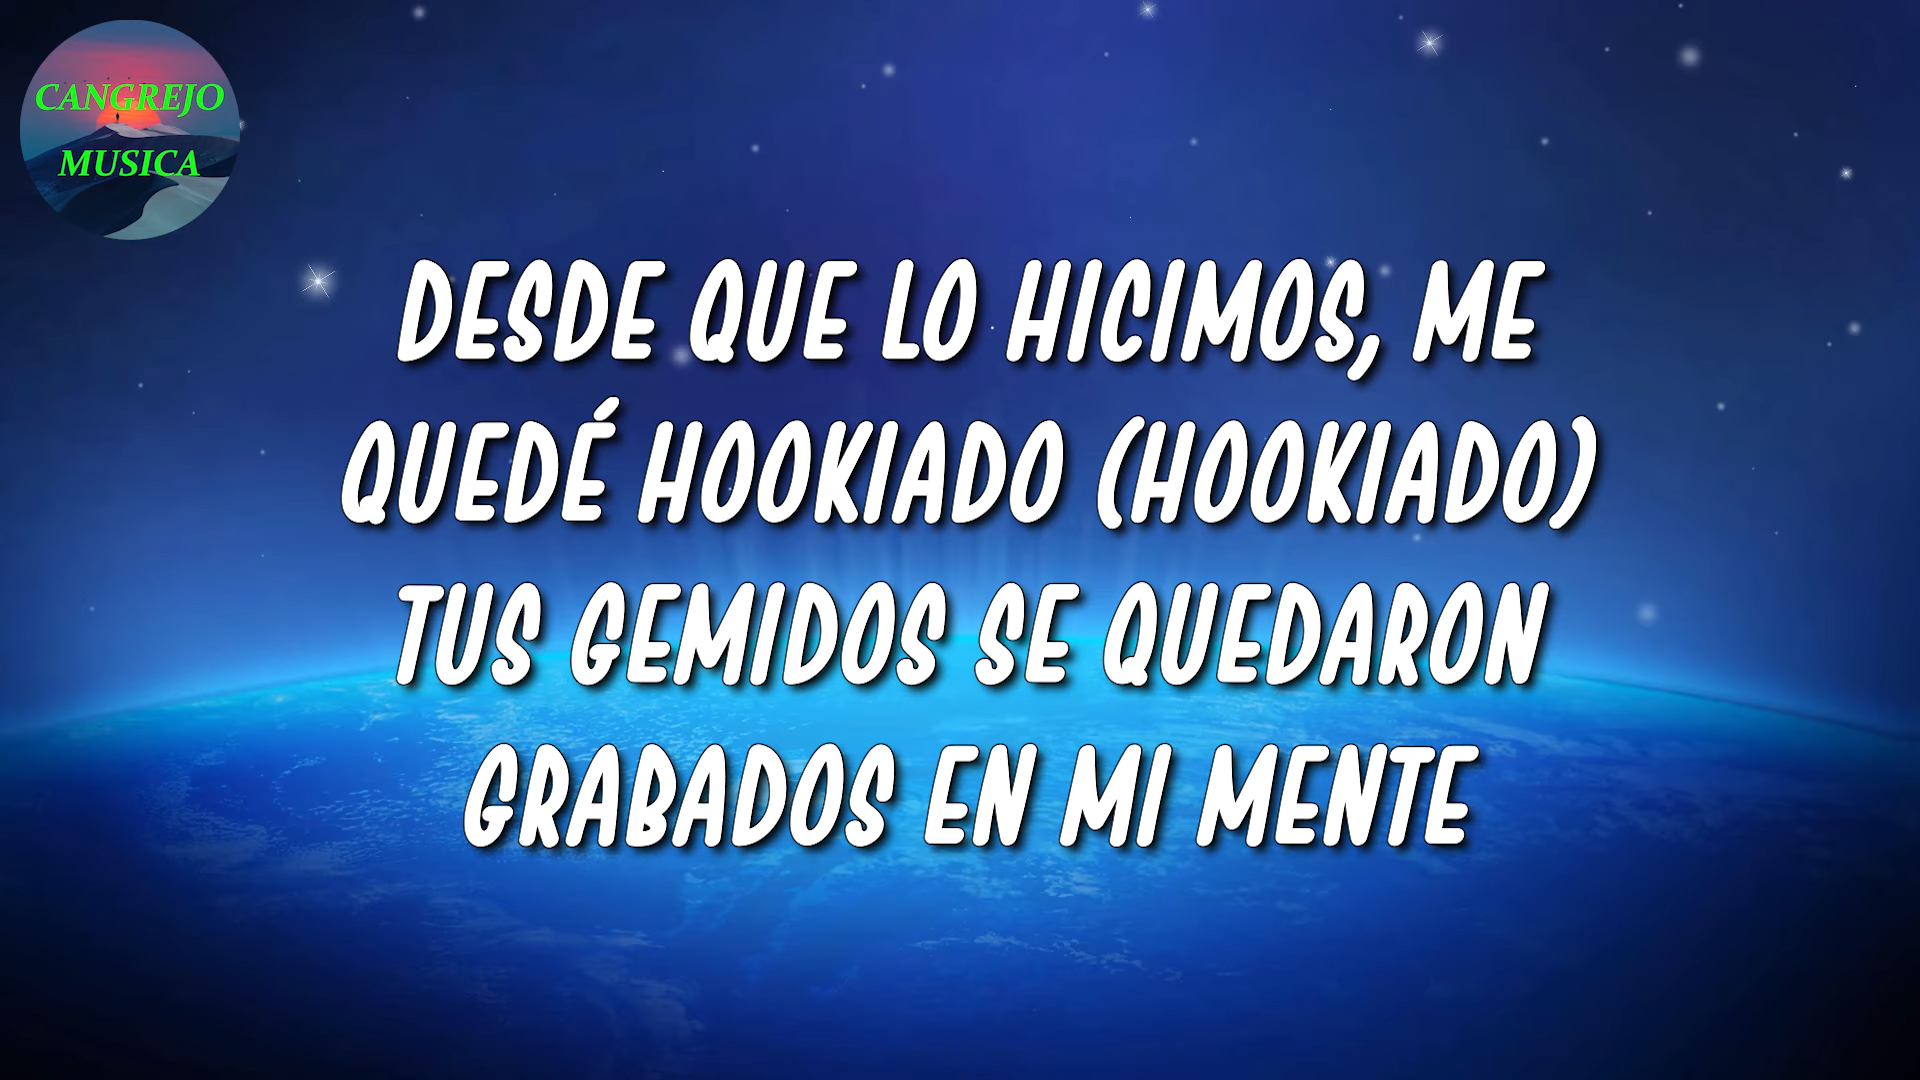 CANGREJO
MUSICA
DESDE QUE LO HICIMOS, ME
QUEDÉ HOOKIADO (HOOKIADO)
TUS GEMIDOS SE QUEDARON
GRABADOS EN MI MENTE